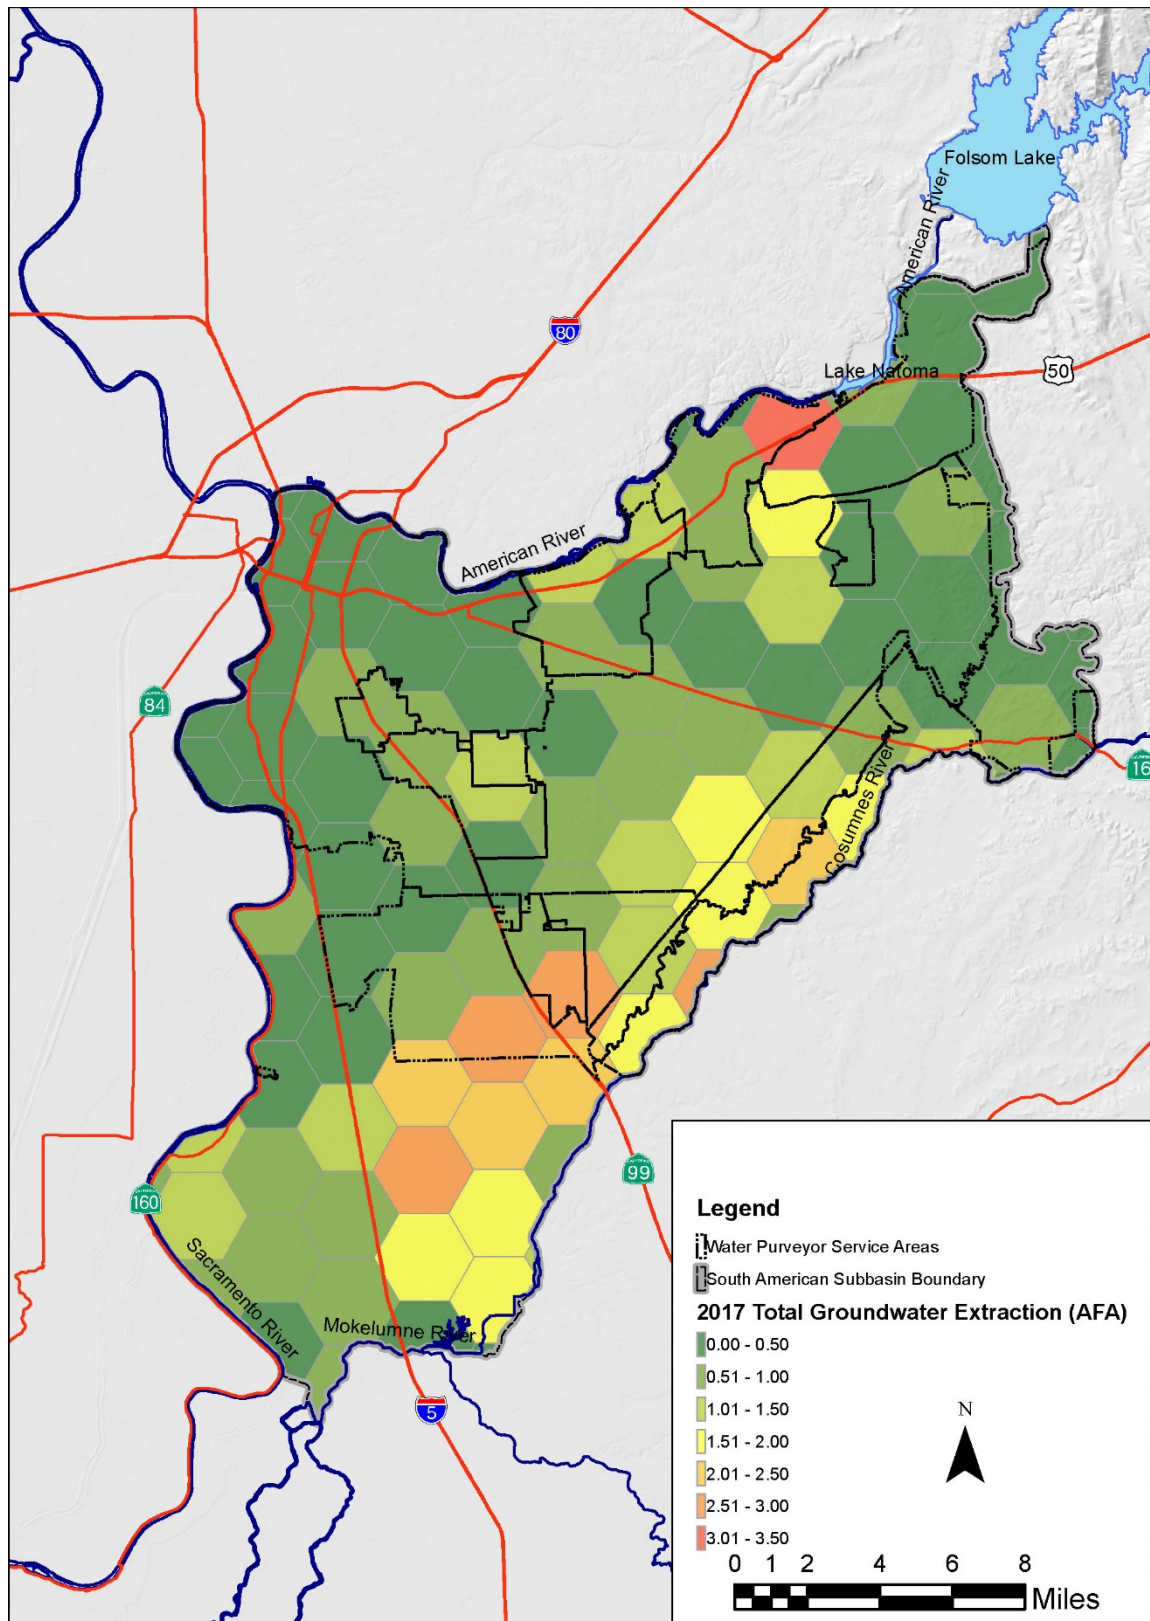 Folsom Lake
American River
80
Lake Natoma
50
American River
84
16
Cosumnes River
99
160
Sacramento River
Mokelumne River
5
Legend
Water Purveyor Service Areas
South American Subbasin Boundary
2017 Total Groundwater Extraction (AFA)
0.00 - 0.50
0.51 - 1.00
1.01 - 1.50
1.51 - 2.00
2.01 - 2.50
2.51 - 3.00
3.01 - 3.50
N
0 1 2 4 6 8
Miles